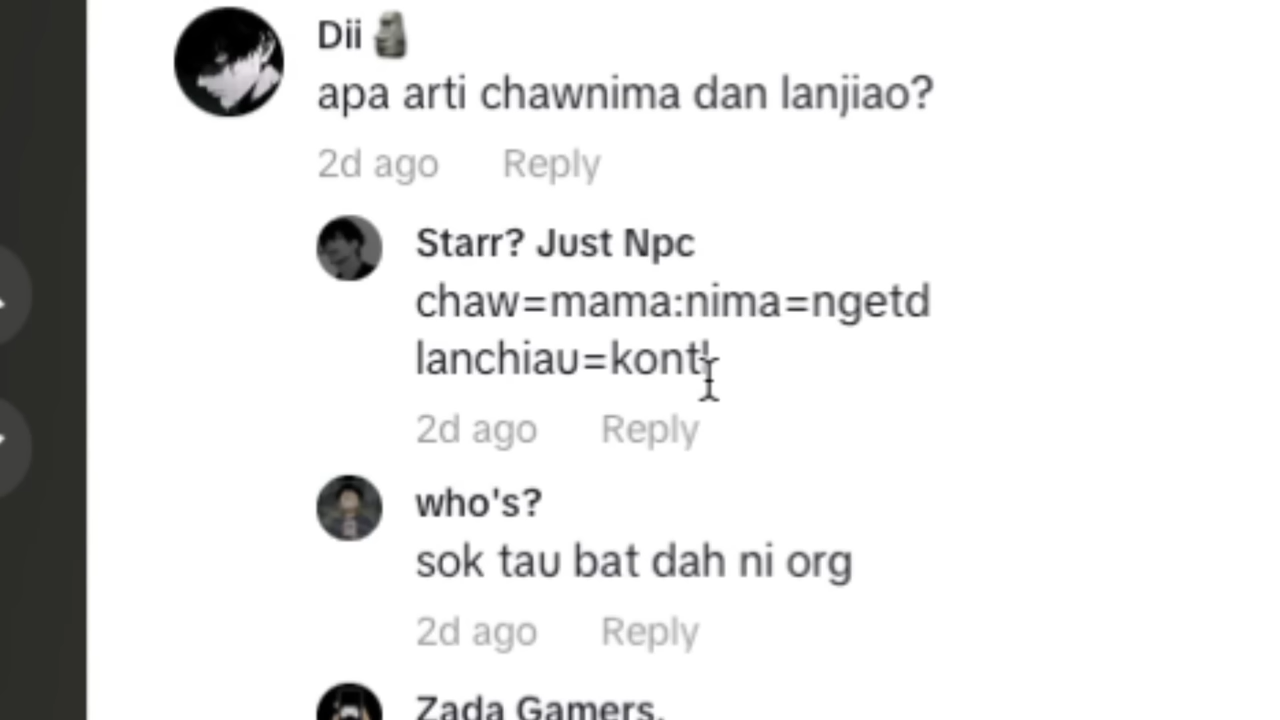 Dii 🗿
apa arti chawnima dan lanjiao?
2d ago Reply
Starr? Just Npc
chaw=mama:nima=ngetd
lanchiau=kontl
2d ago Reply
who's?
sok tau bat dah ni org
2d ago Reply
Zada Gamers.